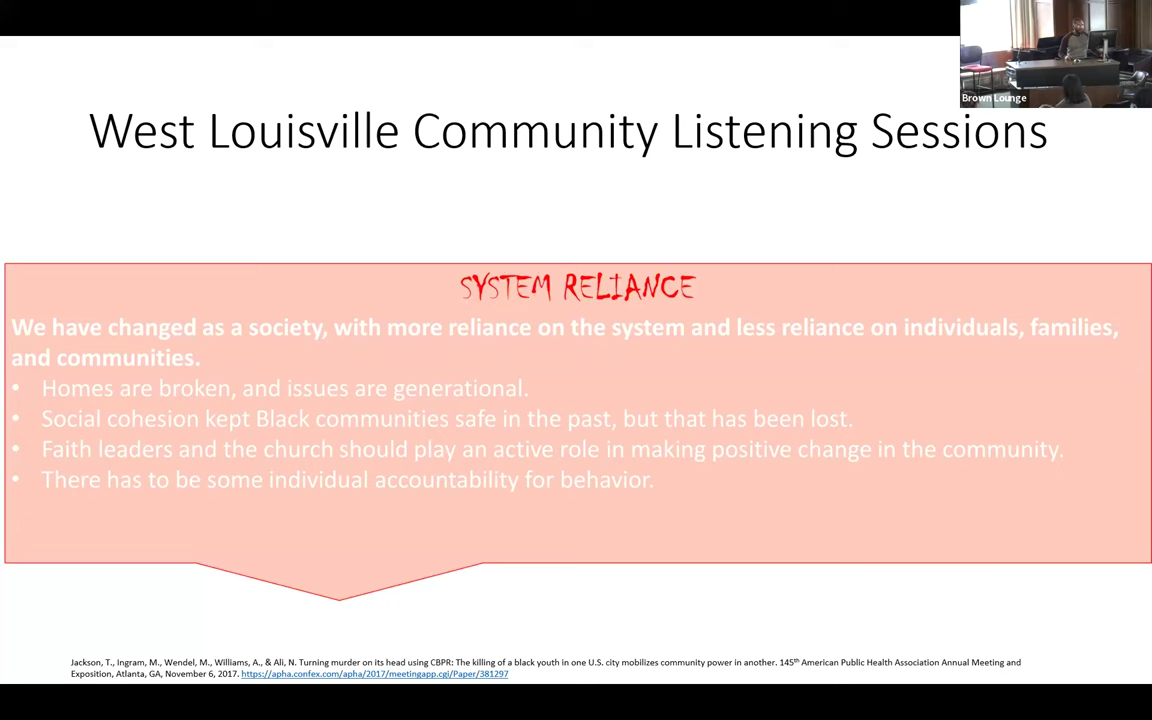 Brown Lounge
West Louisville Community Listening Sessions
SYSTEM RELIANCE
We have changed as a society, with more reliance on the system and less reliance on individuals, families,
and communities.
• Homes are broken, and issues are generational.
• Social cohesion kept Black communities safe in the past, but that has been lost.
• Faith leaders and the church should play an active role in making positive change in the community.
• There has to be some individual accountability for behavior.
Jackson, T., Ingram, M., Wendel, M., Williams, A., & Ali, N. Turning murder on its head using CBPR: The killing of a black youth in one U.S. city mobilizes community power in another. 145th American Public Health Association Annual Meeting and
Exposition, Atlanta, GA, November 6, 2017. https://apha.confex.com/apha/2017/meetingapp.cgi/Paper/381297